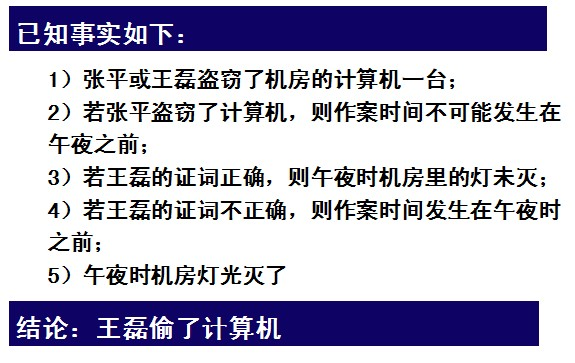 已知事实如下：
1）张平或王磊盗窃了机房的计算机一台；
2）若张平盗窃了计算机，则作案时间不可能发生在
午夜之前；
3）若王磊的证词正确，则午夜时机房里的灯未灭；
4）若王磊的证词不正确，则作案时间发生在午夜时
之前；
5）午夜时机房灯光灭了
结论：王磊偷了计算机